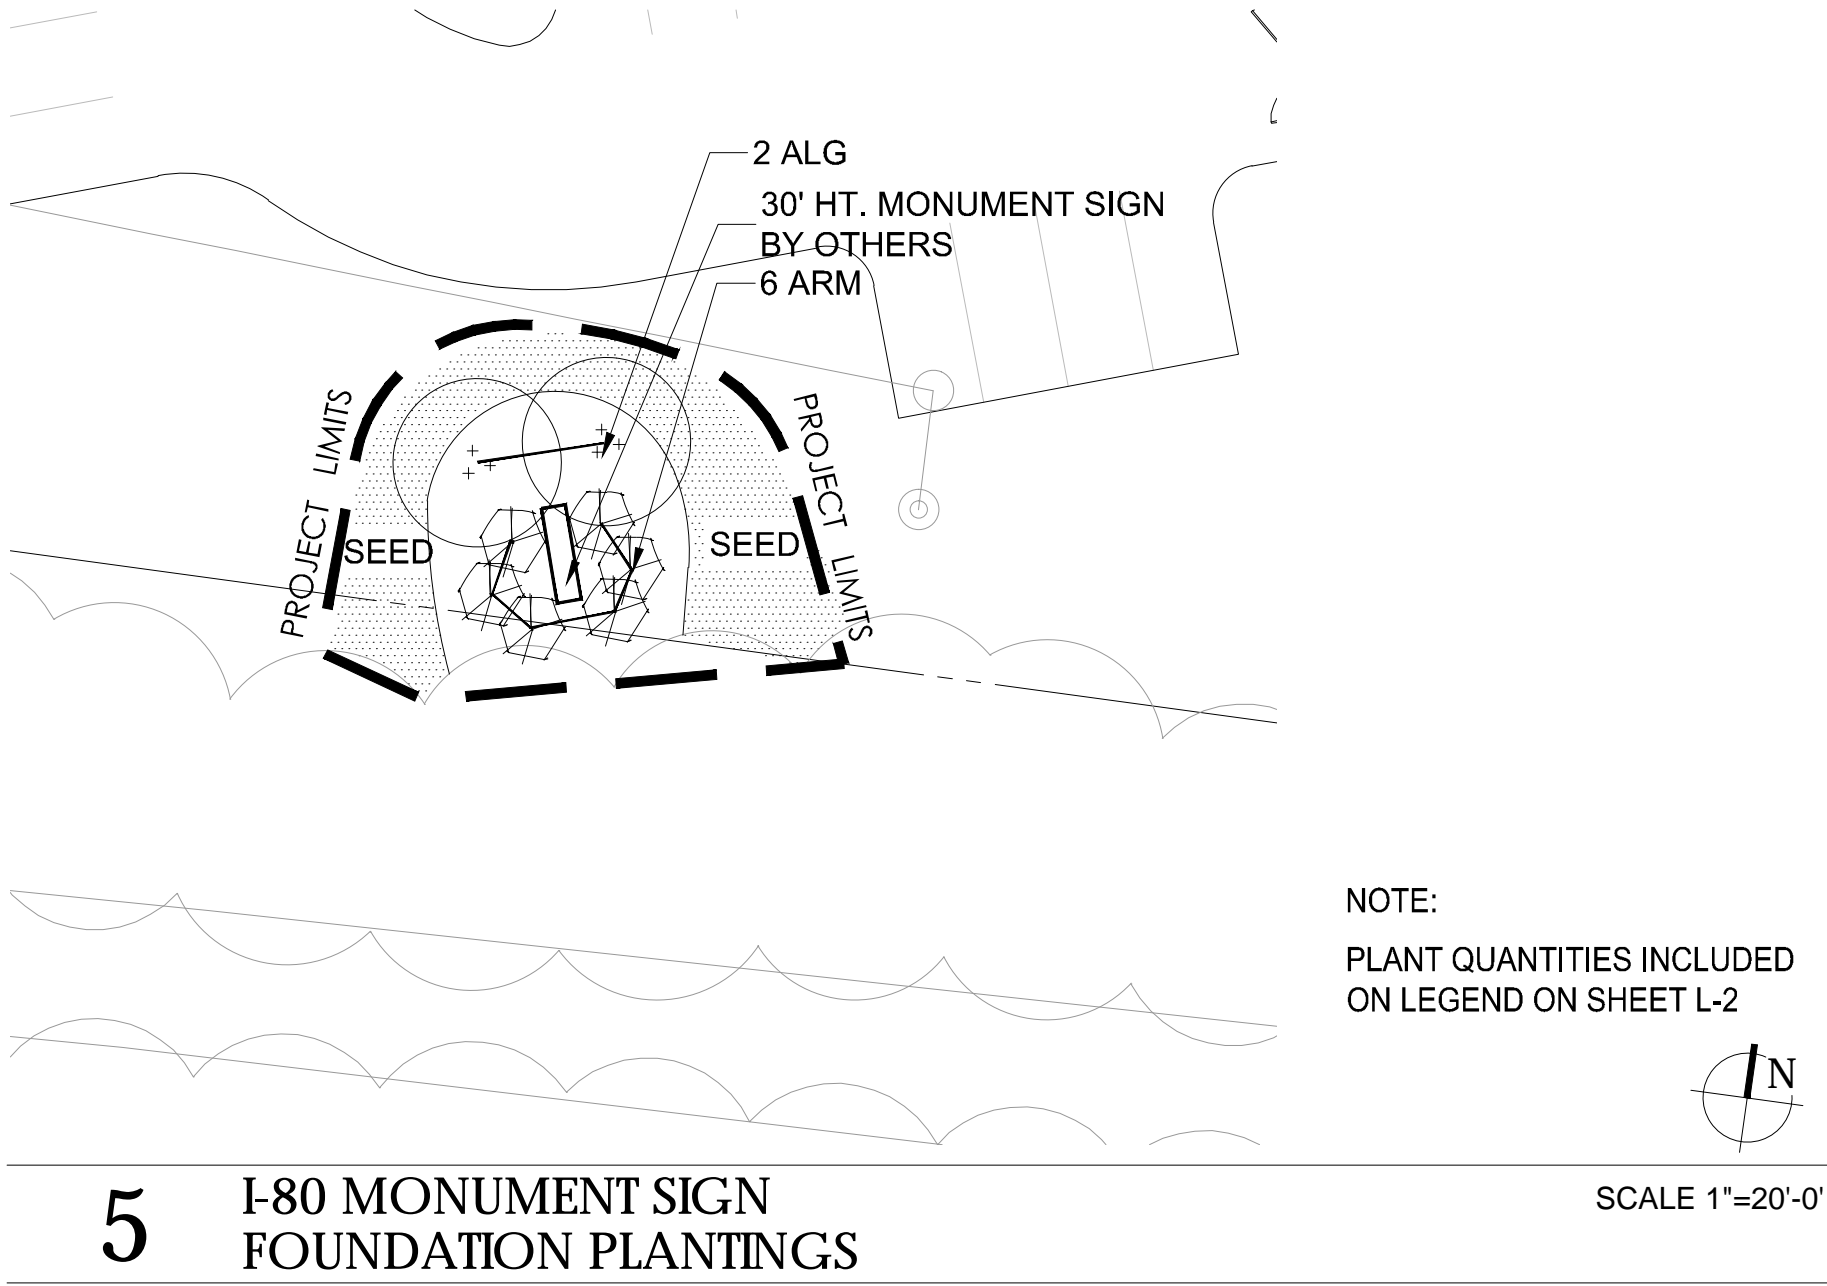 2 ALG
30' HT. MONUMENT SIGN
BY OTHERS
6 ARM
PROJECT LIMITS
PROJECT LIMITS
SEED
SEED
NOTE:
PLANT QUANTITIES INCLUDED
ON LEGEND ON SHEET L-2
N
5
I-80 MONUMENT SIGN
FOUNDATION PLANTINGS
SCALE 1"=20'-0'